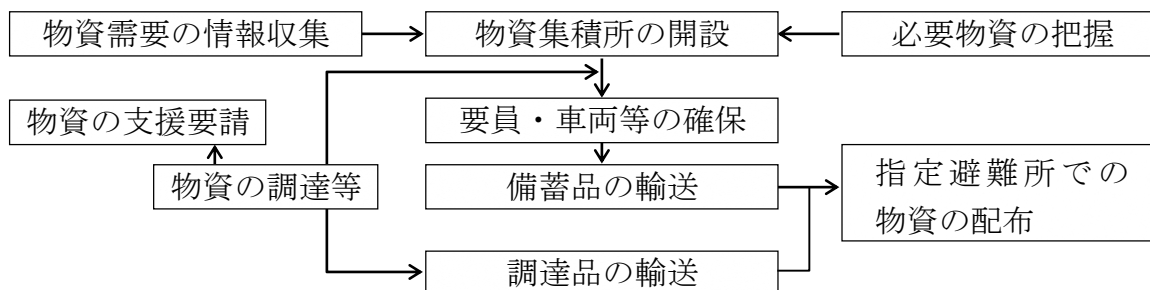 物資需要の情報収集
物資集積所の開設
必要物資の把握
物資の支援要請
要員・車両等の確保
物資の調達等
備蓄品の輸送
指定避難所での
物資の配布
調達品の輸送